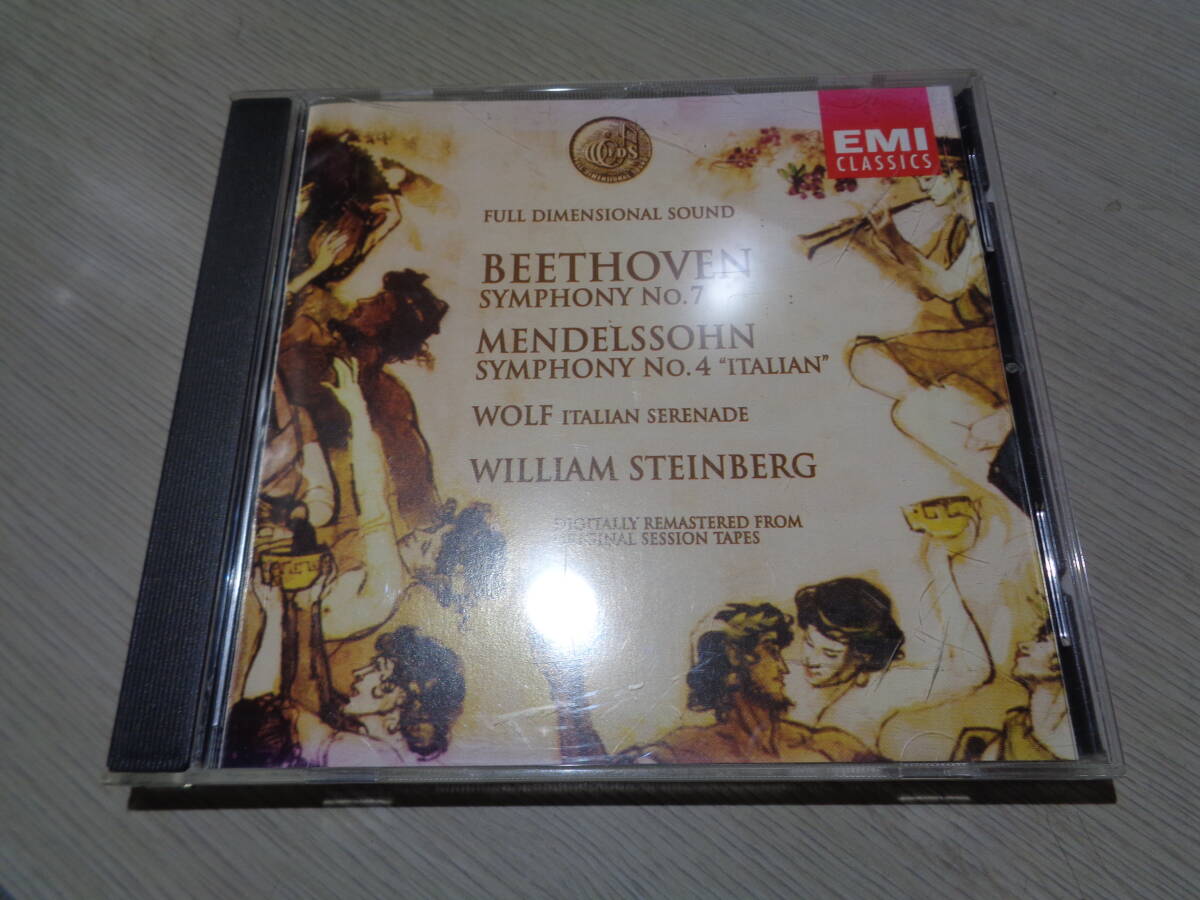 FDS
EMI
CLASSICS
FULL DIMENSIONAL SOUND
BEETHOVEN
SYMPHONY No.7
MENDELSSOHN
SYMPHONY No.4 "ITALIAN"
WOLF ITALIAN SERENADE
WILLIAM STEINBERG
DIGITALLY REMASTERED FROM
ORIGINAL SESSION TAPES